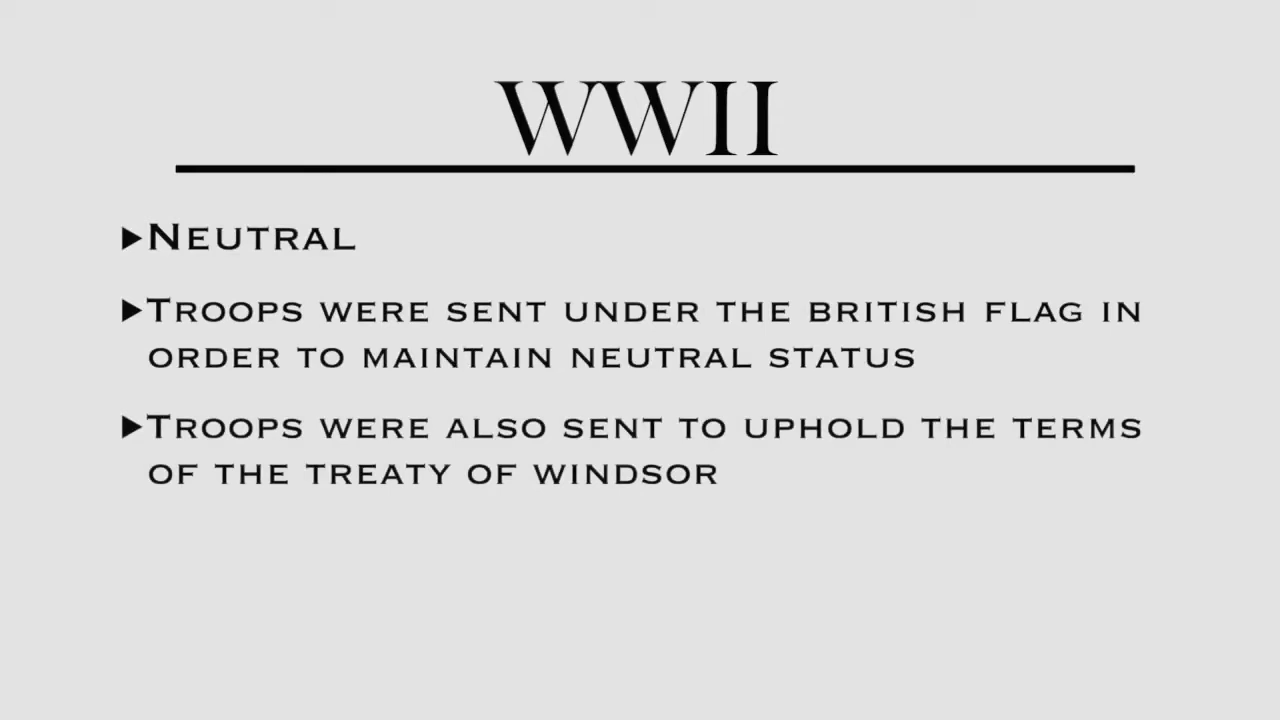 WWII
▶Neutral
▶Troops were sent under the british flag in
order to maintain neutral status
▶Troops were also sent to uphold the terms
of the treaty of windsor